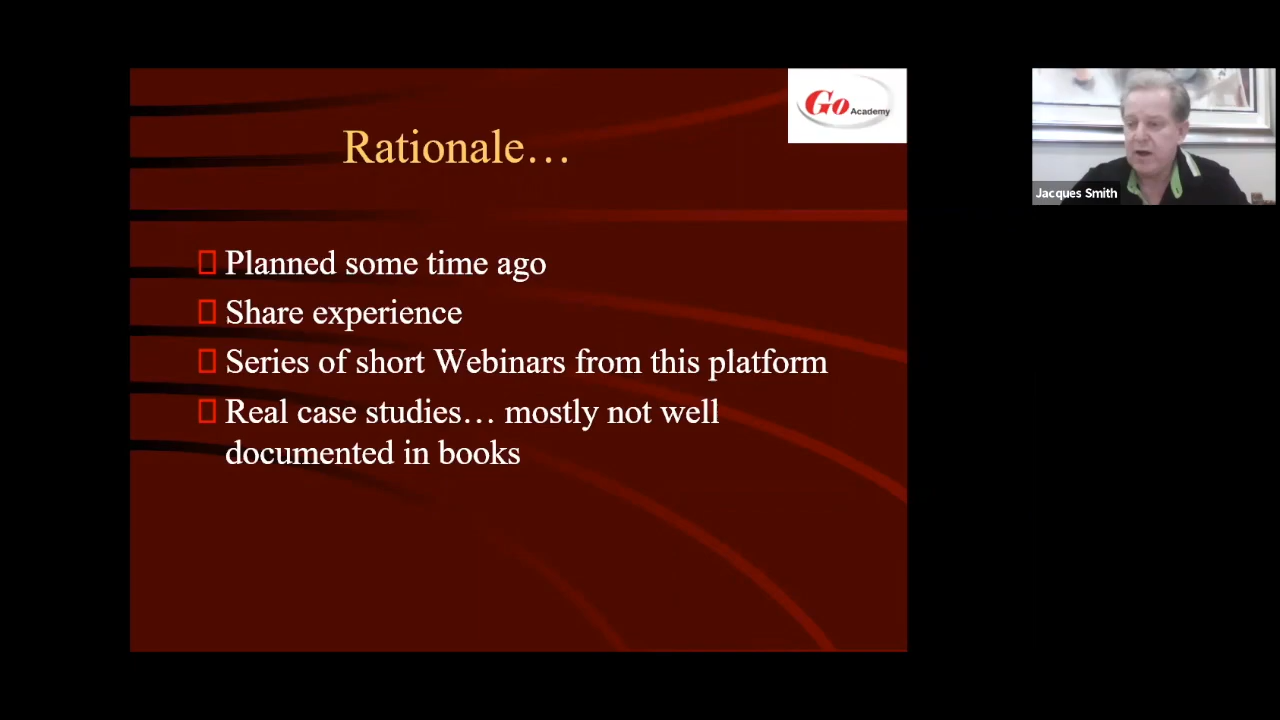 Go Academy
Rationale…
Planned some time ago
Share experience
Series of short Webinars from this platform
Real case studies… mostly not well
documented in books
Jacques Smith